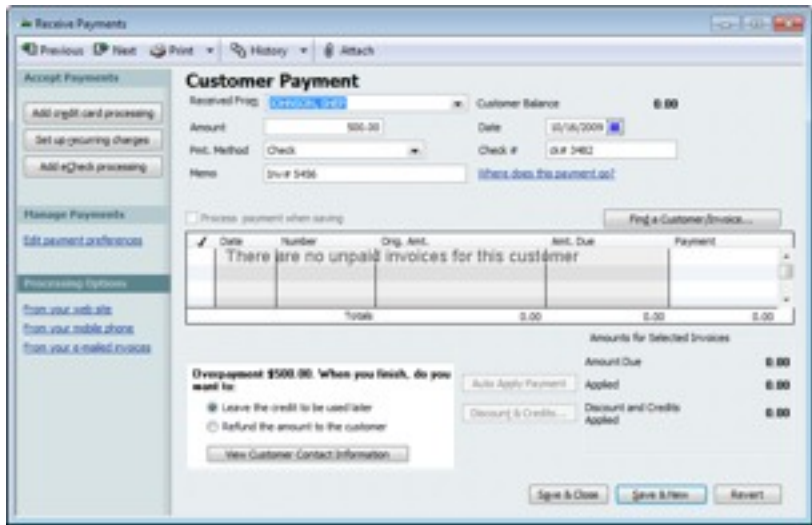 Receive Payments
Previous Next Print History Attach
Accept Payments
Add credit card processing
Set up recurring charges
Add eCheck processing
Manage Payments
Edit payment preferences
Processing Options
From your web site
From your mobile phone
From your e-mailed invoices
Customer Payment
Received From Customer Balance 0.00
Amount 500.00 Date 10/16/2009
Pmt. Method Check Check # ck# 3482
Memo Inv# 5456 Where does this payment go?
Process payment when saving Find a Customer/Invoice...
Date Number Orig. Amt. Amt. Due Payment
There are no unpaid invoices for this customer
Totals 0.00 0.00 0.00
Amounts for Selected Invoices
Overpayment $500.00. When you finish, do you
want to:
Leave the credit to be used later
Refund the amount to the customer
View Customer Contact Information
Auto Apply Payment
Discount & Credits...
Amount Due 0.00
Applied 0.00
Discount and Credits
Applied 0.00
Save & Close Save & New Revert